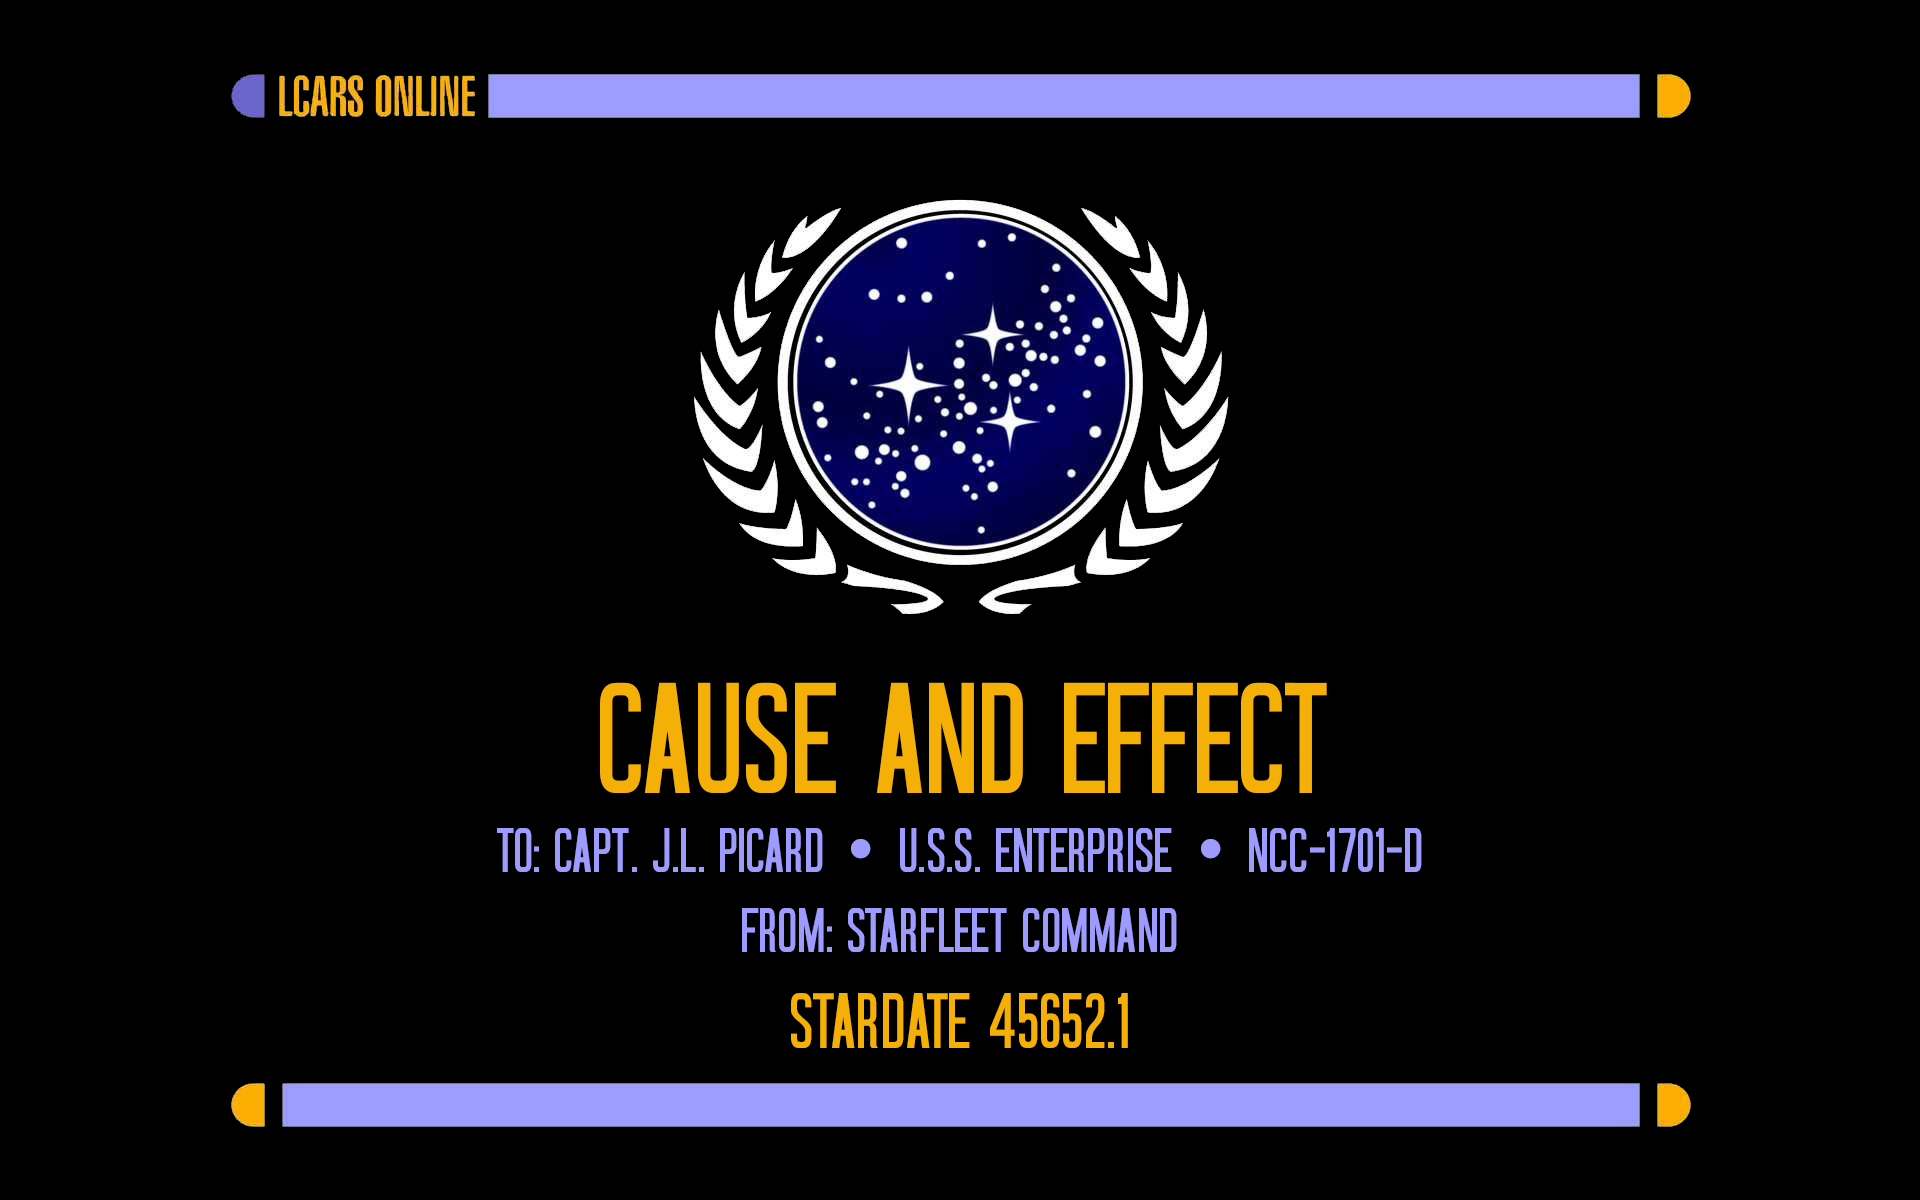 LCARS ONLINE
CAUSE AND EFFECT
TO: CAPT. J.L. PICARD • U.S.S. ENTERPRISE • NCC-1701-D
FROM: STARFLEET COMMAND
STARDATE 45652.1